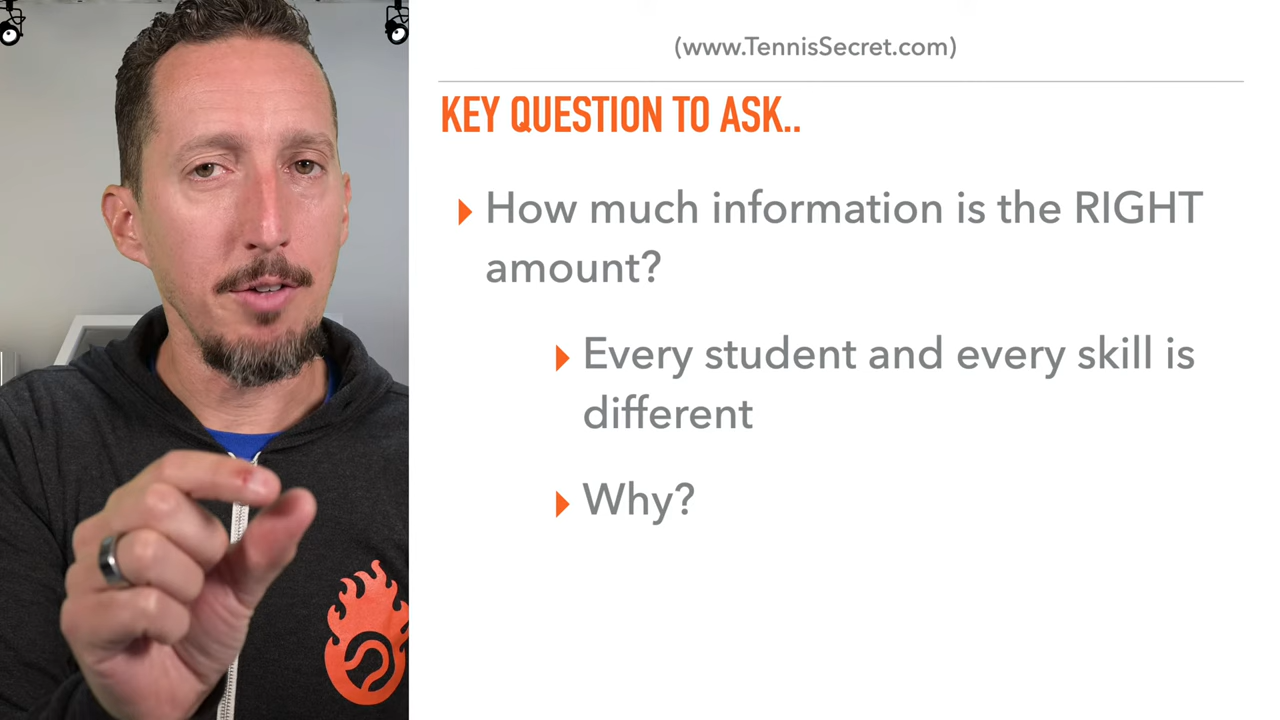 (www.TennisSecret.com)
KEY QUESTION TO ASK..
How much information is the RIGHT
amount?
Every student and every skill is
different
Why?